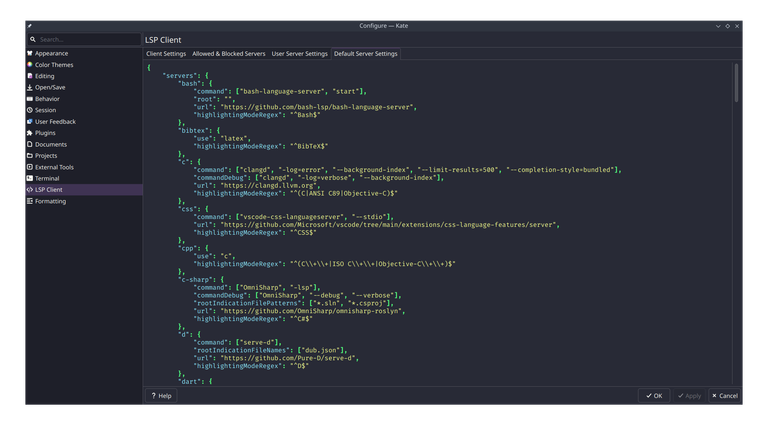 Configure — Kate
Search...
Appearance
Color Themes
Editing
Open/Save
Behavior
Session
User Feedback
Plugins
Documents
Projects
External Tools
Terminal
LSP Client
Formatting
LSP Client
Client Settings Allowed & Blocked Servers User Server Settings Default Server Settings
{
"servers": {
"bash": {
"command": ["bash-language-server", "start"],
"root": "",
"url": "https://github.com/bash-lsp/bash-language-server",
"highlightingModeRegex": "^Bash$"
},
"bibtex": {
"use": "latex",
"highlightingModeRegex": "^BibTeX$"
},
"c": {
"command": ["clangd", "-log=error", "--background-index", "--limit-results=500", "--completion-style=bundled"],
"commandDebug": ["clangd", "-log=verbose", "--background-index"],
"url": "https://clangd.llvm.org",
"highlightingModeRegex": "^(C|ANSI C89|Objective-C)$"
},
"css": {
"command": ["vscode-css-languageserver", "--stdio"],
"url": "https://github.com/Microsoft/vscode/tree/main/extensions/css-language-features/server",
"highlightingModeRegex": "^CSS$"
},
"cpp": {
"use": "c",
"highlightingModeRegex": "^(C\\+\\+|ISO C\\+\\+|Objective-C\\+\\+)$"
},
"c-sharp": {
"command": ["OmniSharp", "-lsp"],
"commandDebug": ["OmniSharp", "--debug", "--verbose"],
"rootIndicationFilePatterns": ["*.sln", "*.csproj"],
"url": "https://github.com/OmniSharp/omnisharp-roslyn",
"highlightingModeRegex": "^C#$"
},
"d": {
"command": ["serve-d"],
"rootIndicationFileNames": ["dub.json"],
"url": "https://github.com/Pure-D/serve-d",
"highlightingModeRegex": "^D$"
},
"dart": {
Help OK Apply Cancel